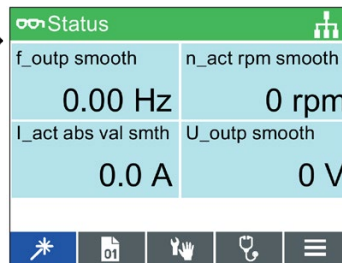 Status
f_outp smooth
0.00 Hz
n_act rpm smooth
0 rpm
I_act abs val smth
0.0 A
U_outp smooth
0 V
01